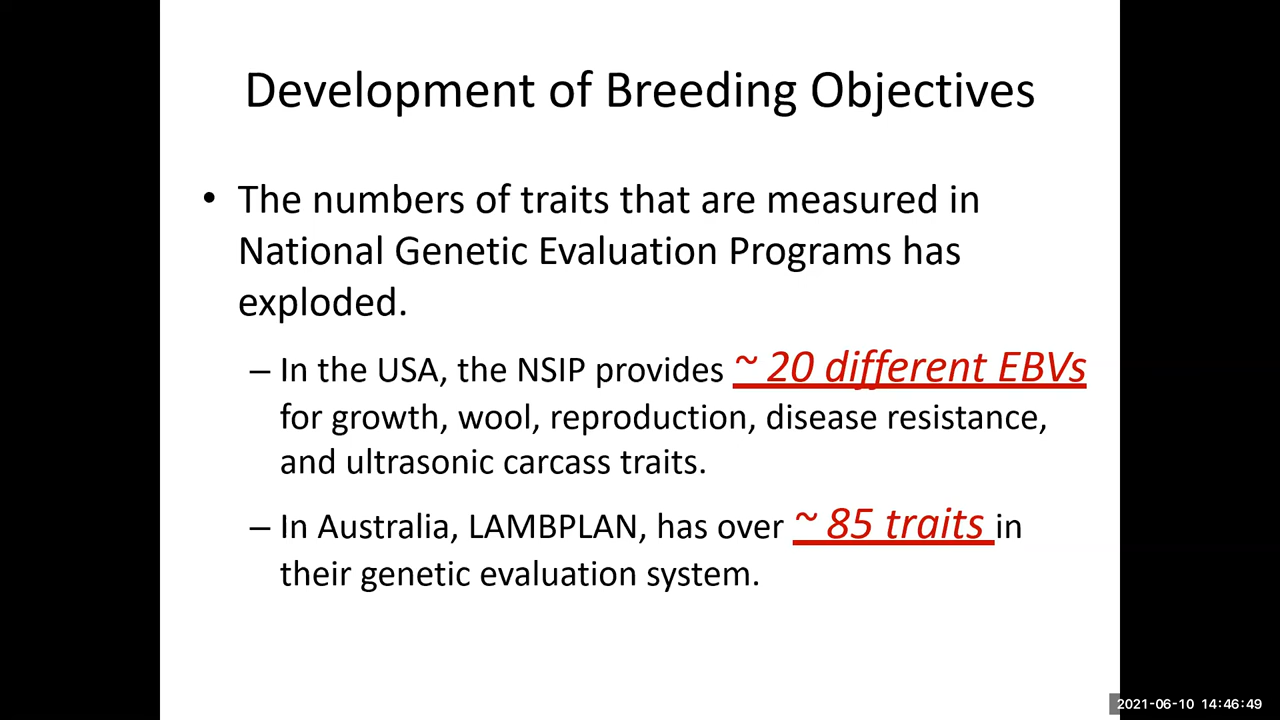 Development of Breeding Objectives
• The numbers of traits that are measured in
National Genetic Evaluation Programs has
exploded.
– In the USA, the NSIP provides ~ 20 different EBVs
for growth, wool, reproduction, disease resistance,
and ultrasonic carcass traits.
– In Australia, LAMBPLAN, has over ~ 85 traits in
their genetic evaluation system.
2021-06-10 14:46:49